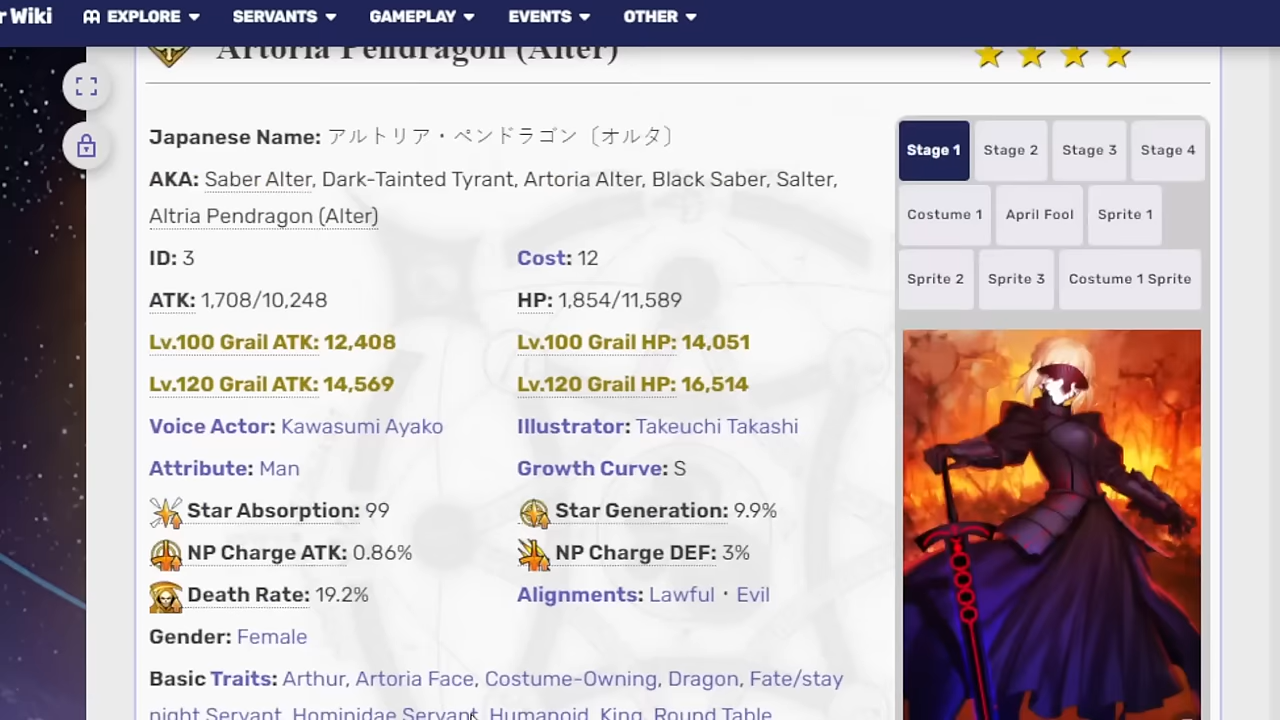 r Wiki
EXPLORE
SERVANTS
GAMEPLAY
EVENTS
OTHER
Artoria Pendragon (Alter)
Japanese Name: アルトリア・ペンドラゴン〔オルタ〕
AKA: Saber Alter, Dark-Tainted Tyrant, Artoria Alter, Black Saber, Salter,
Altria Pendragon (Alter)
ID: 3
Cost: 12
ATK: 1,708/10,248
HP: 1,854/11,589
Lv.100 Grail ATK: 12,408
Lv.100 Grail HP: 14,051
Lv.120 Grail ATK: 14,569
Lv.120 Grail HP: 16,514
Voice Actor: Kawasumi Ayako
Illustrator: Takeuchi Takashi
Attribute: Man
Growth Curve: S
Star Absorption: 99
Star Generation: 9.9%
NP Charge ATK: 0.86%
NP Charge DEF: 3%
Death Rate: 19.2%
Alignments: Lawful・Evil
Gender: Female
Basic Traits: Arthur, Artoria Face, Costume-Owning, Dragon, Fate/stay
night Servant, Hominidae Servant, Humanoid, King, Round Table
Stage 1
Stage 2
Stage 3
Stage 4
Costume 1
April Fool
Sprite 1
Sprite 2
Sprite 3
Costume 1 Sprite